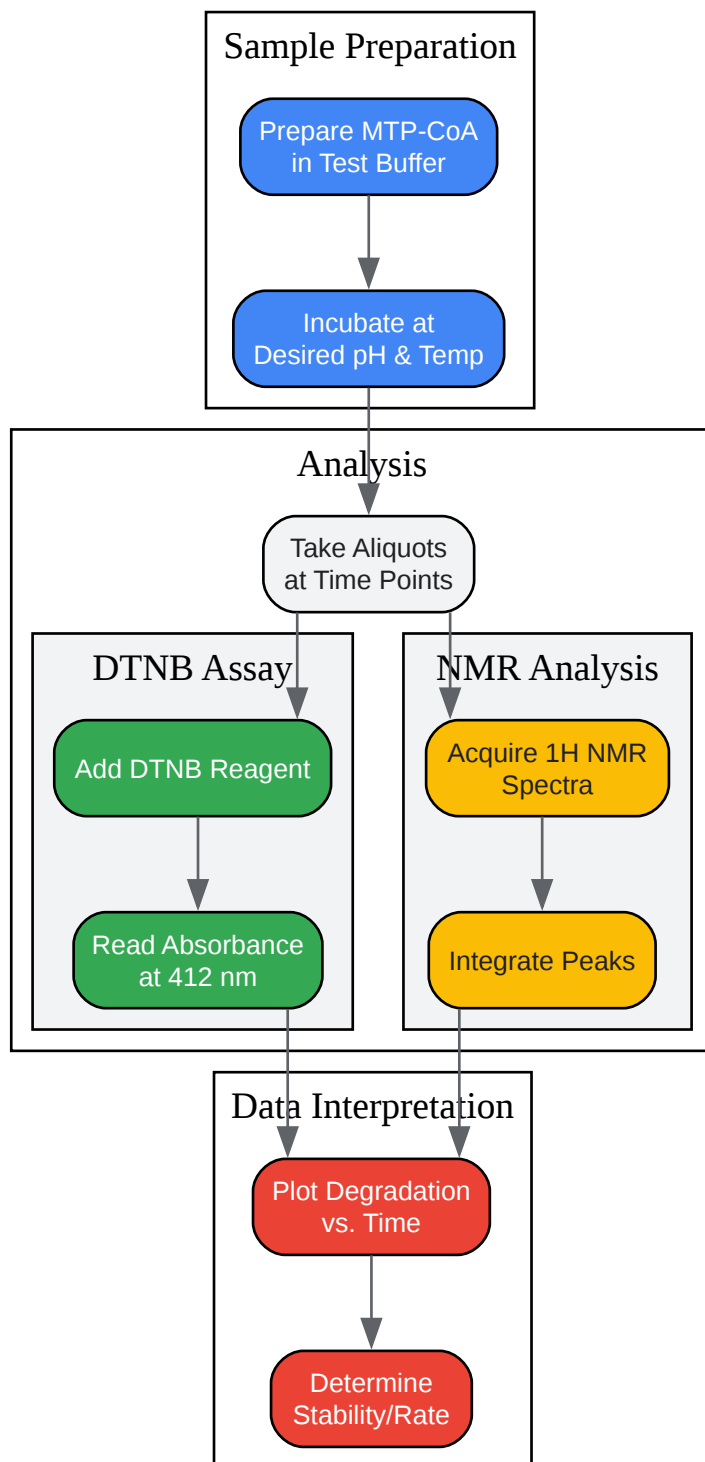 Sample Preparation
Prepare MTP-CoA
in Test Buffer
Incubate at
Desired pH & Temp
Analysis
Take Aliquots
at Time Points
DTNB Assay
Add DTNB Reagent
Read Absorbance
at 412 nm
NMR Analysis
Acquire 1H NMR
Spectra
Integrate Peaks
Data Interpretation
Plot Degradation
vs. Time
Determine
Stability/Rate